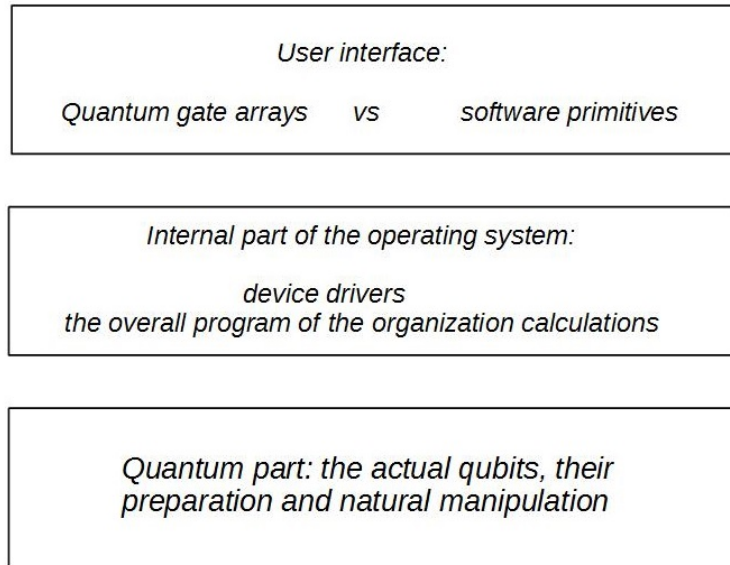 User interface:
Quantum gate arrays vs software primitives
Internal part of the operating system:
device drivers
the overall program of the organization calculations
Quantum part: the actual qubits, their
preparation and natural manipulation